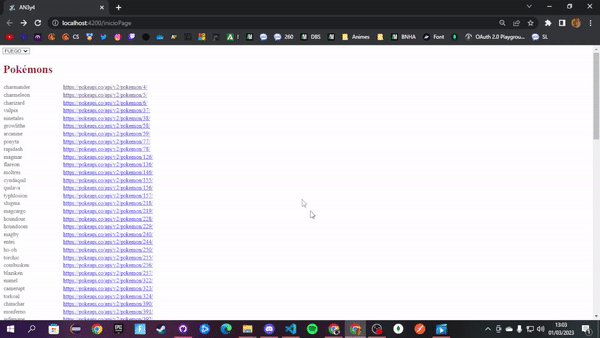 AN3y4
localhost:4200/inicioPage
CS
260
DBS
Animes
BNHA
Font
OAuth 2.0 Playgrou...
SL
FUEGO
Pokémons
charmander https://pokeapi.co/api/v2/pokemon/4/
charmeleon https://pokeapi.co/api/v2/pokemon/5/
charizard https://pokeapi.co/api/v2/pokemon/6/
vulpix https://pokeapi.co/api/v2/pokemon/37/
ninetales https://pokeapi.co/api/v2/pokemon/38/
growlithe https://pokeapi.co/api/v2/pokemon/58/
arcanine https://pokeapi.co/api/v2/pokemon/59/
ponyta https://pokeapi.co/api/v2/pokemon/77/
rapidash https://pokeapi.co/api/v2/pokemon/78/
magmar https://pokeapi.co/api/v2/pokemon/126/
flareon https://pokeapi.co/api/v2/pokemon/136/
moltres https://pokeapi.co/api/v2/pokemon/146/
cyndaquil https://pokeapi.co/api/v2/pokemon/155/
quilava https://pokeapi.co/api/v2/pokemon/156/
typhlosion https://pokeapi.co/api/v2/pokemon/157/
slugma https://pokeapi.co/api/v2/pokemon/218/
magcargo https://pokeapi.co/api/v2/pokemon/219/
houndour https://pokeapi.co/api/v2/pokemon/228/
houndoom https://pokeapi.co/api/v2/pokemon/229/
magby https://pokeapi.co/api/v2/pokemon/240/
entei https://pokeapi.co/api/v2/pokemon/244/
ho-oh https://pokeapi.co/api/v2/pokemon/250/
torchic https://pokeapi.co/api/v2/pokemon/255/
combusken https://pokeapi.co/api/v2/pokemon/256/
blaziken https://pokeapi.co/api/v2/pokemon/257/
numel https://pokeapi.co/api/v2/pokemon/322/
camerupt https://pokeapi.co/api/v2/pokemon/323/
torkoal https://pokeapi.co/api/v2/pokemon/324/
chimchar https://pokeapi.co/api/v2/pokemon/390/
monferno https://pokeapi.co/api/v2/pokemon/391/
13:03
01/03/2023